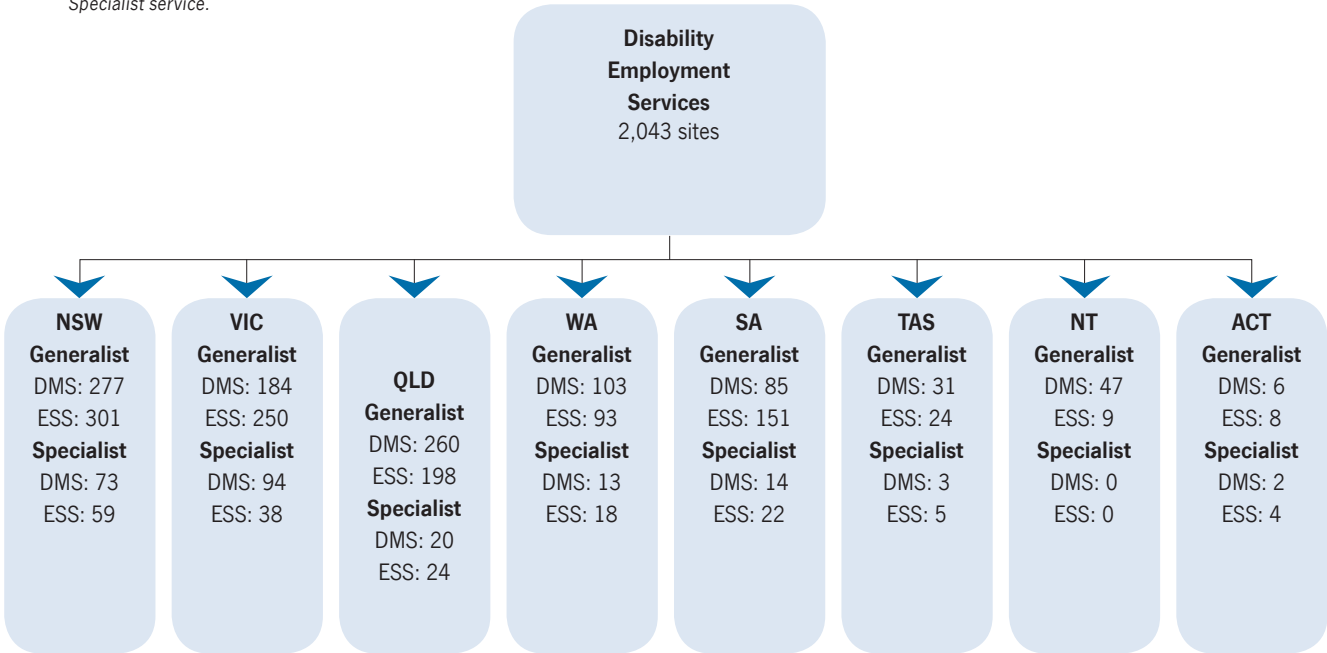 Specialist service.
Disability
Employment
Services
2,043 sites
NSW
Generalist
DMS: 277
ESS: 301
Specialist
DMS: 73
ESS: 59
VIC
Generalist
DMS: 184
ESS: 250
Specialist
DMS: 94
ESS: 38
QLD
Generalist
DMS: 260
ESS: 198
Specialist
DMS: 20
ESS: 24
WA
Generalist
DMS: 103
ESS: 93
Specialist
DMS: 13
ESS: 18
SA
Generalist
DMS: 85
ESS: 151
Specialist
DMS: 14
ESS: 22
TAS
Generalist
DMS: 31
ESS: 24
Specialist
DMS: 3
ESS: 5
NT
Generalist
DMS: 47
ESS: 9
Specialist
DMS: 0
ESS: 0
ACT
Generalist
DMS: 6
ESS: 8
Specialist
DMS: 2
ESS: 4